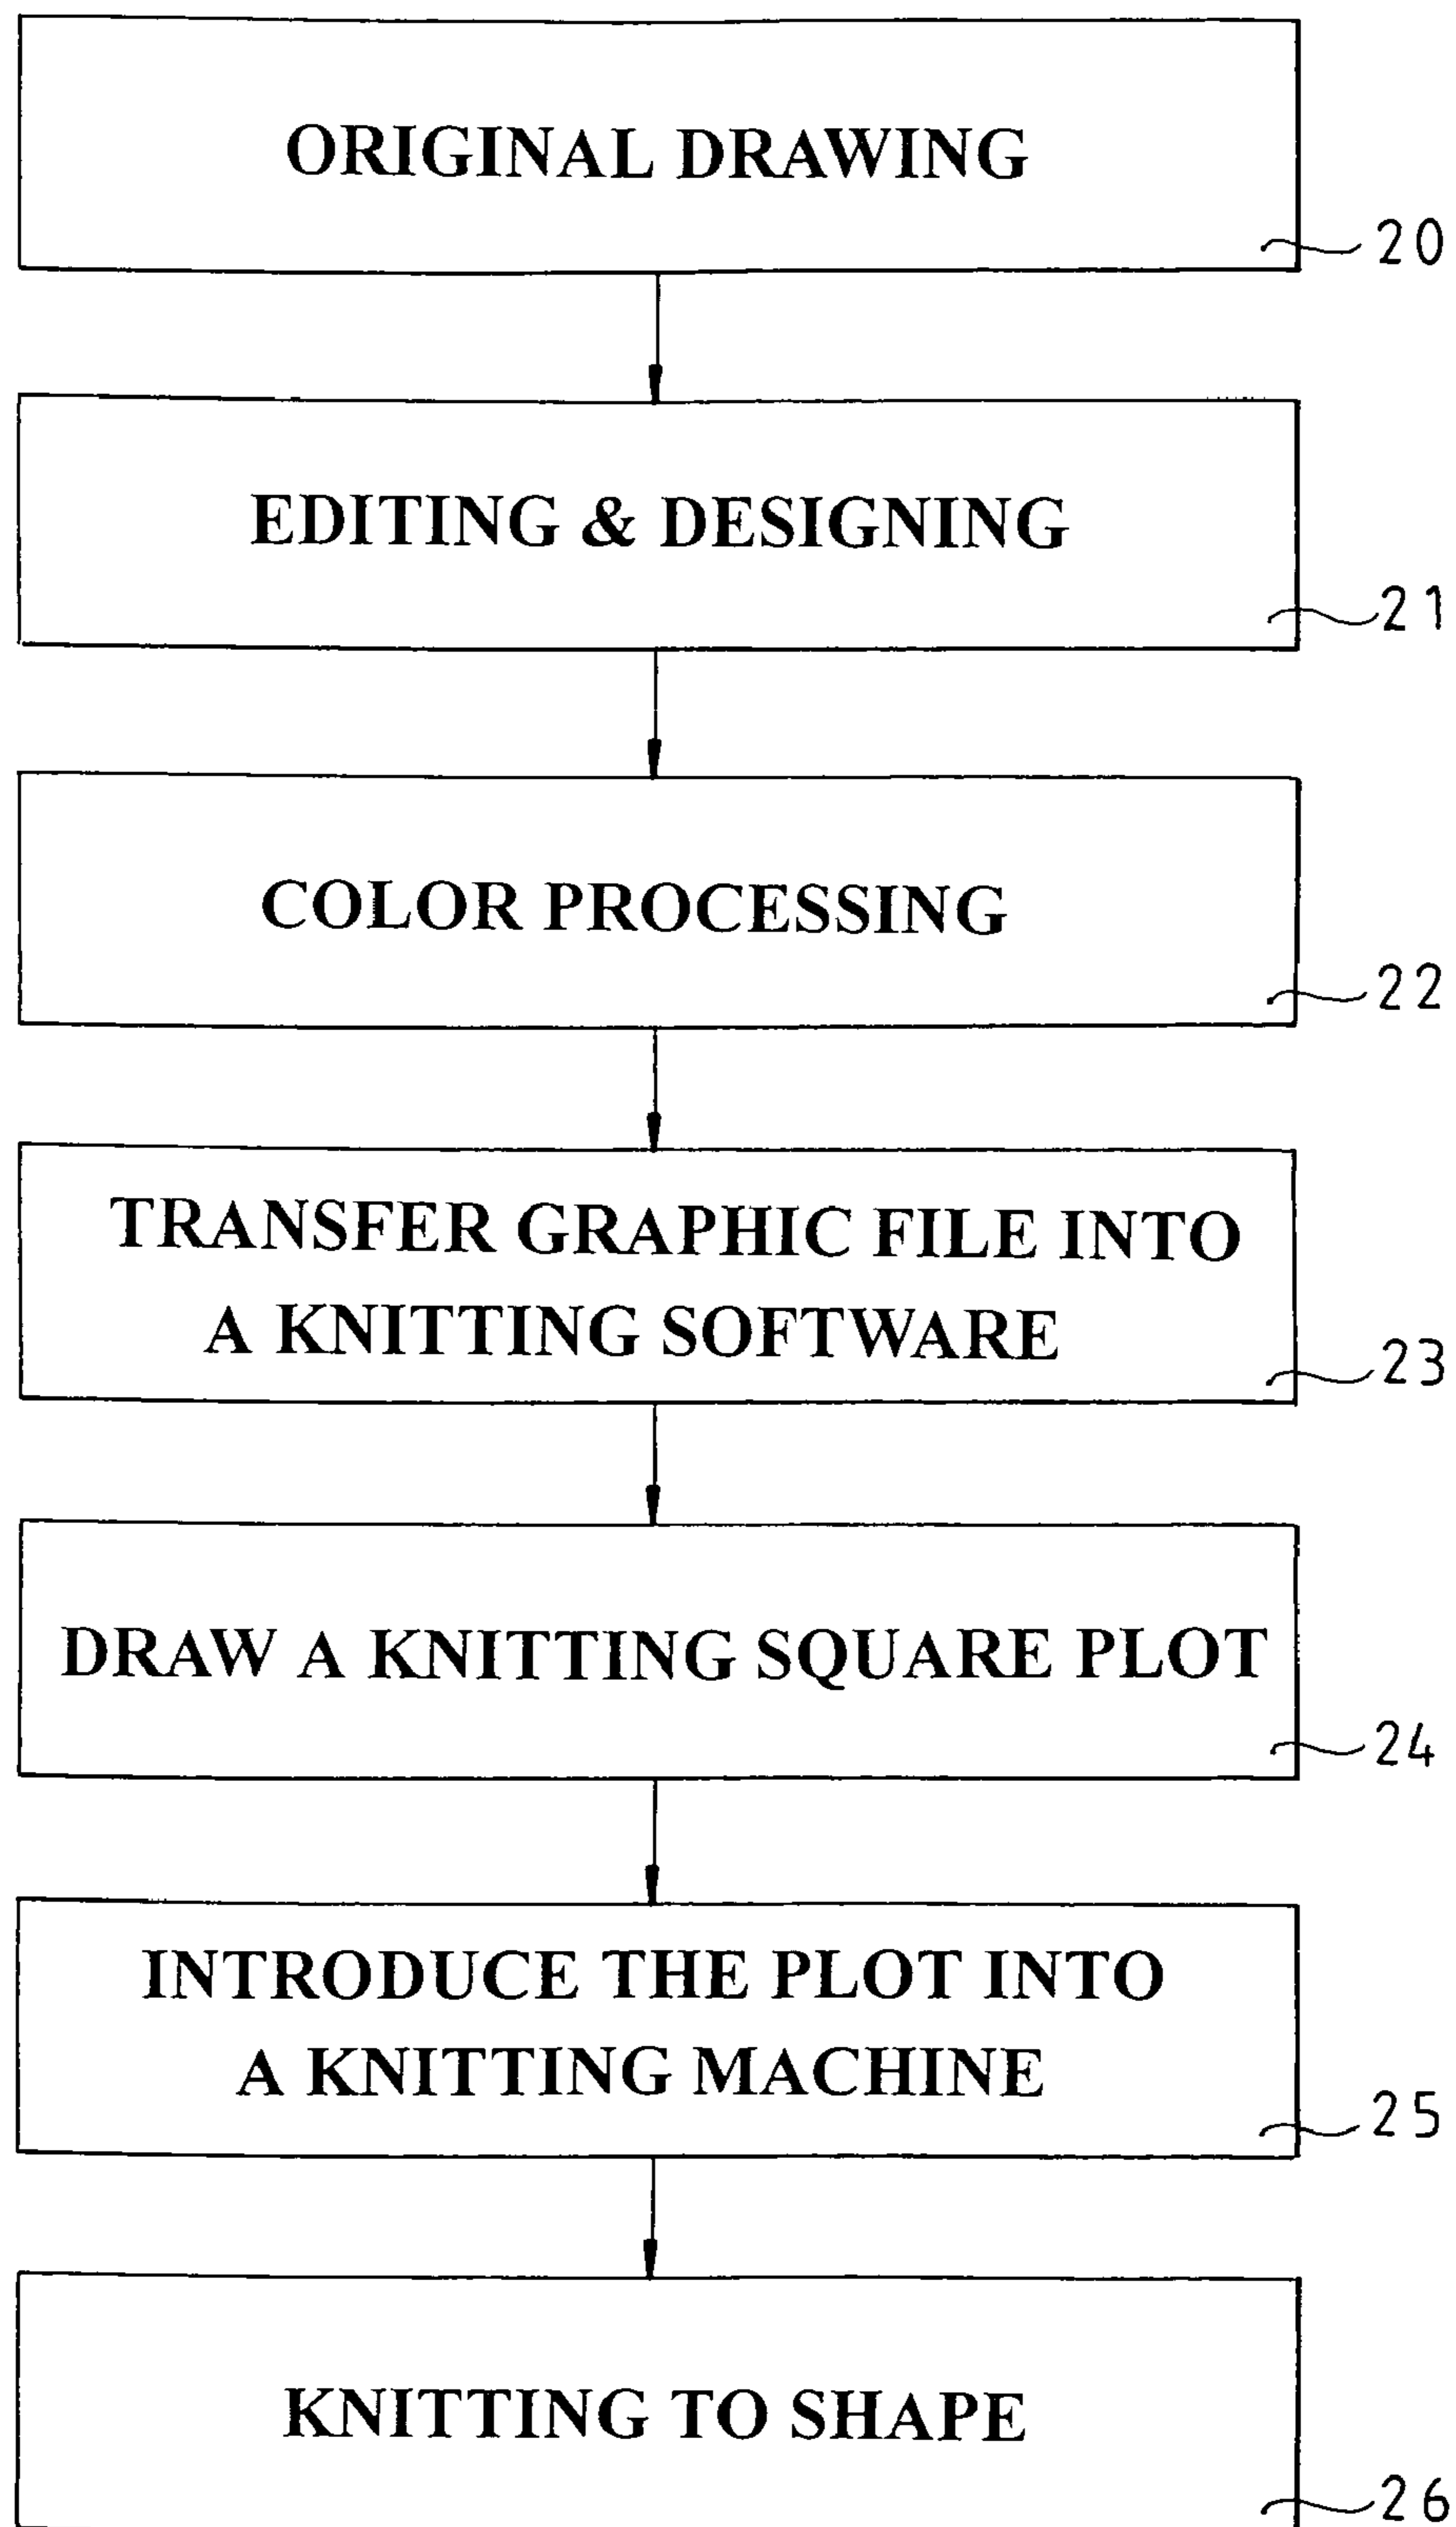 ORIGINAL DRAWING
20
EDITING & DESIGNING
21
COLOR PROCESSING
22
TRANSFER GRAPHIC FILE INTO
A KNITTING SOFTWARE
23
DRAW A KNITTING SQUARE PLOT
24
INTRODUCE THE PLOT INTO
A KNITTING MACHINE
25
KNITTING TO SHAPE
26